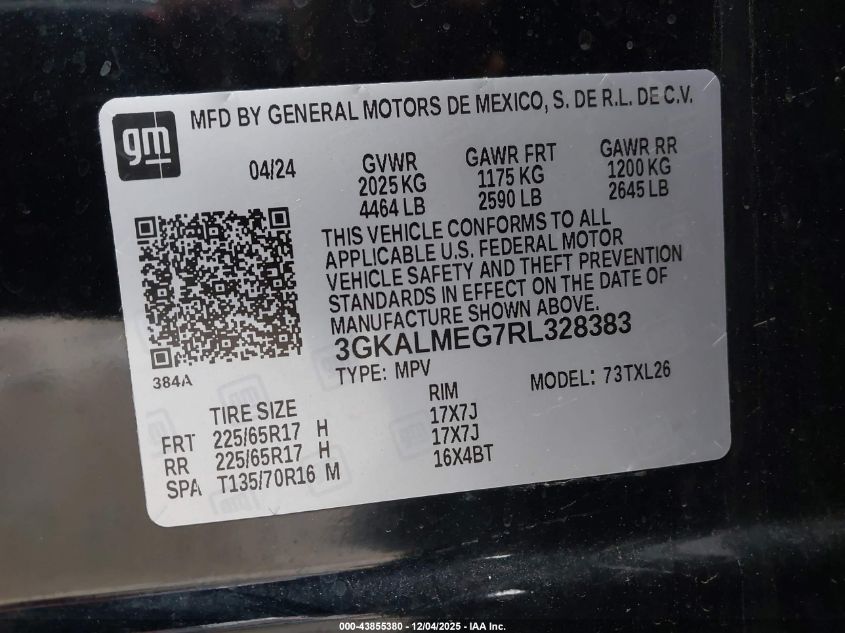 gm
MFD BY GENERAL MOTORS DE MEXICO, S. DE R.L. DE C.V.
04/24
GVWR
2025 KG
4464 LB
GAWR FRT
1175 KG
2590 LB
GAWR RR
1200 KG
2645 LB
THIS VEHICLE CONFORMS TO ALL
APPLICABLE U.S. FEDERAL MOTOR
VEHICLE SAFETY AND THEFT PREVENTION
STANDARDS IN EFFECT ON THE DATE OF
MANUFACTURE SHOWN ABOVE.
3GKALMEG7RL328383
384A
TYPE: MPV MODEL: 73TXL26
TIRE SIZE RIM
FRT 225/65R17 H 17X7J
RR 225/65R17 H 17X7J
SPA T135/70R16 M 16X4BT
000-43855380 - 12/04/2025 - IAA Inc.